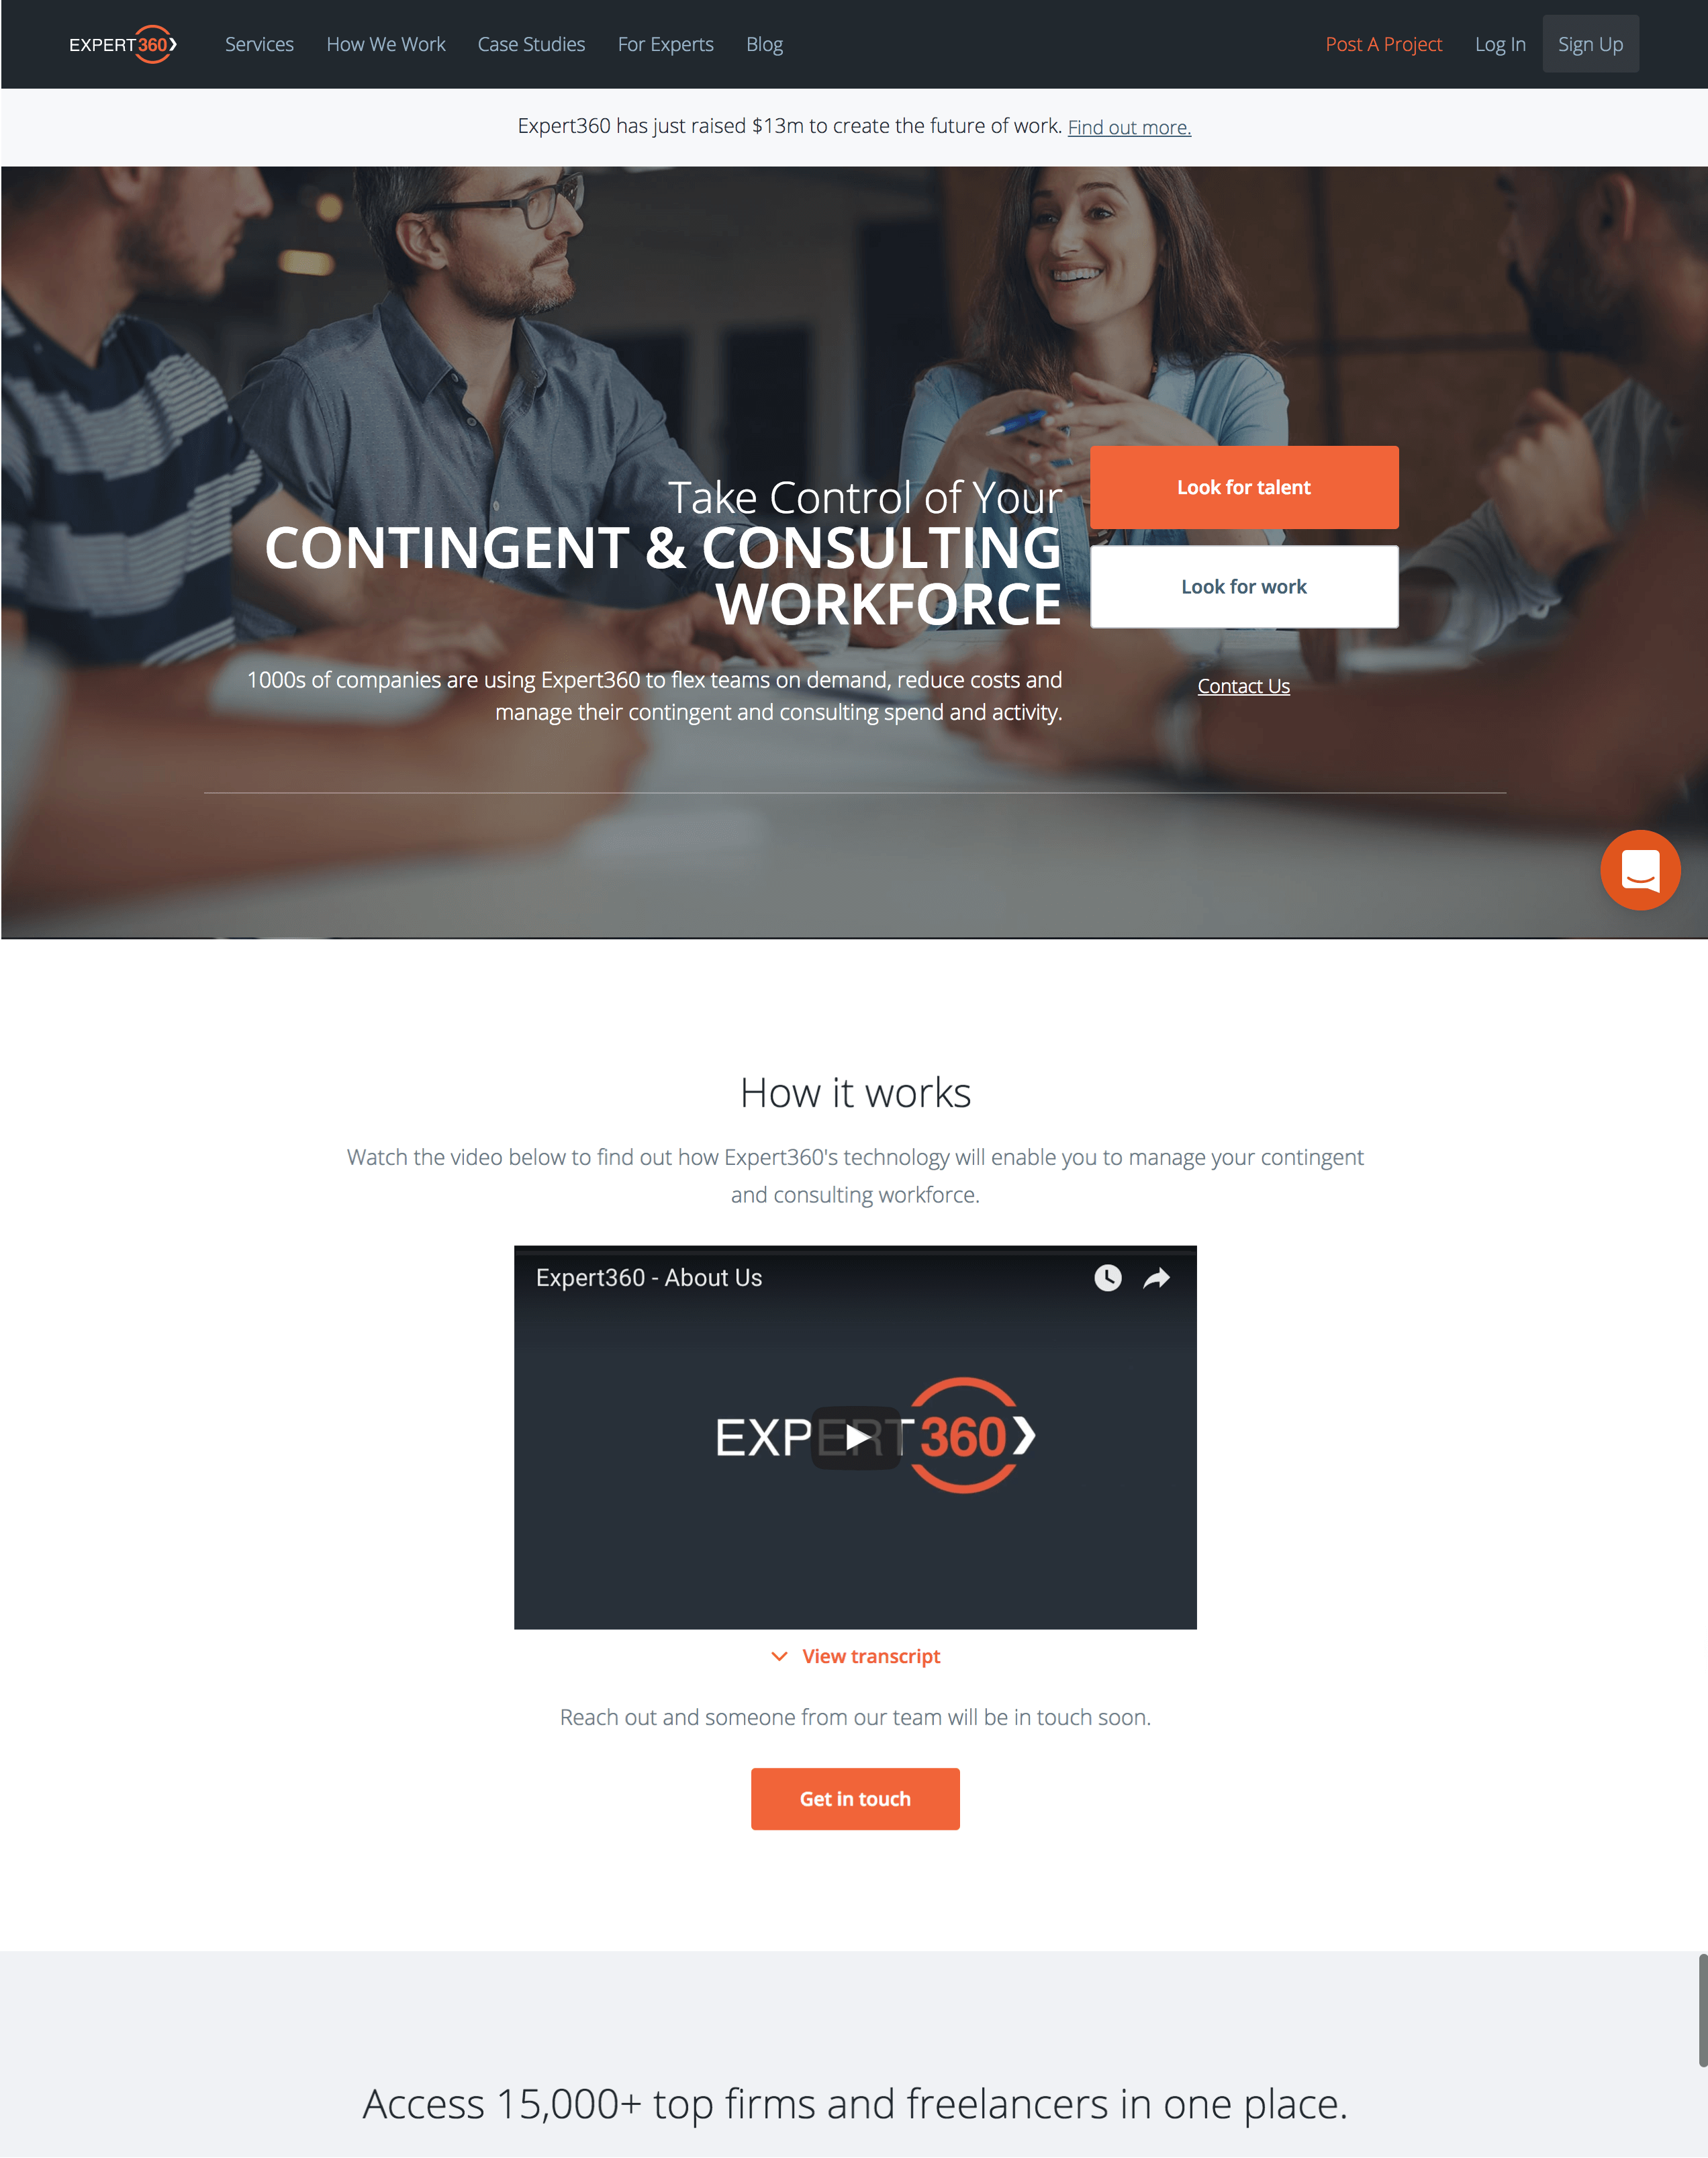 EXPERT360
Services
How We Work
Case Studies
For Experts
Blog
Post A Project
Log In
Sign Up
Expert360 has just raised $13m to create the future of work. Find out more.
Take Control of Your
CONTINGENT & CONSULTING
WORKFORCE
1000s of companies are using Expert360 to flex teams on demand, reduce costs and
manage their contingent and consulting spend and activity.
Look for talent
Look for work
Contact Us
How it works
Watch the video below to find out how Expert360's technology will enable you to manage your contingent
and consulting workforce.
Expert360 - About Us
EXPERT360
View transcript
Reach out and someone from our team will be in touch soon.
Get in touch
Access 15,000+ top firms and freelancers in one place.